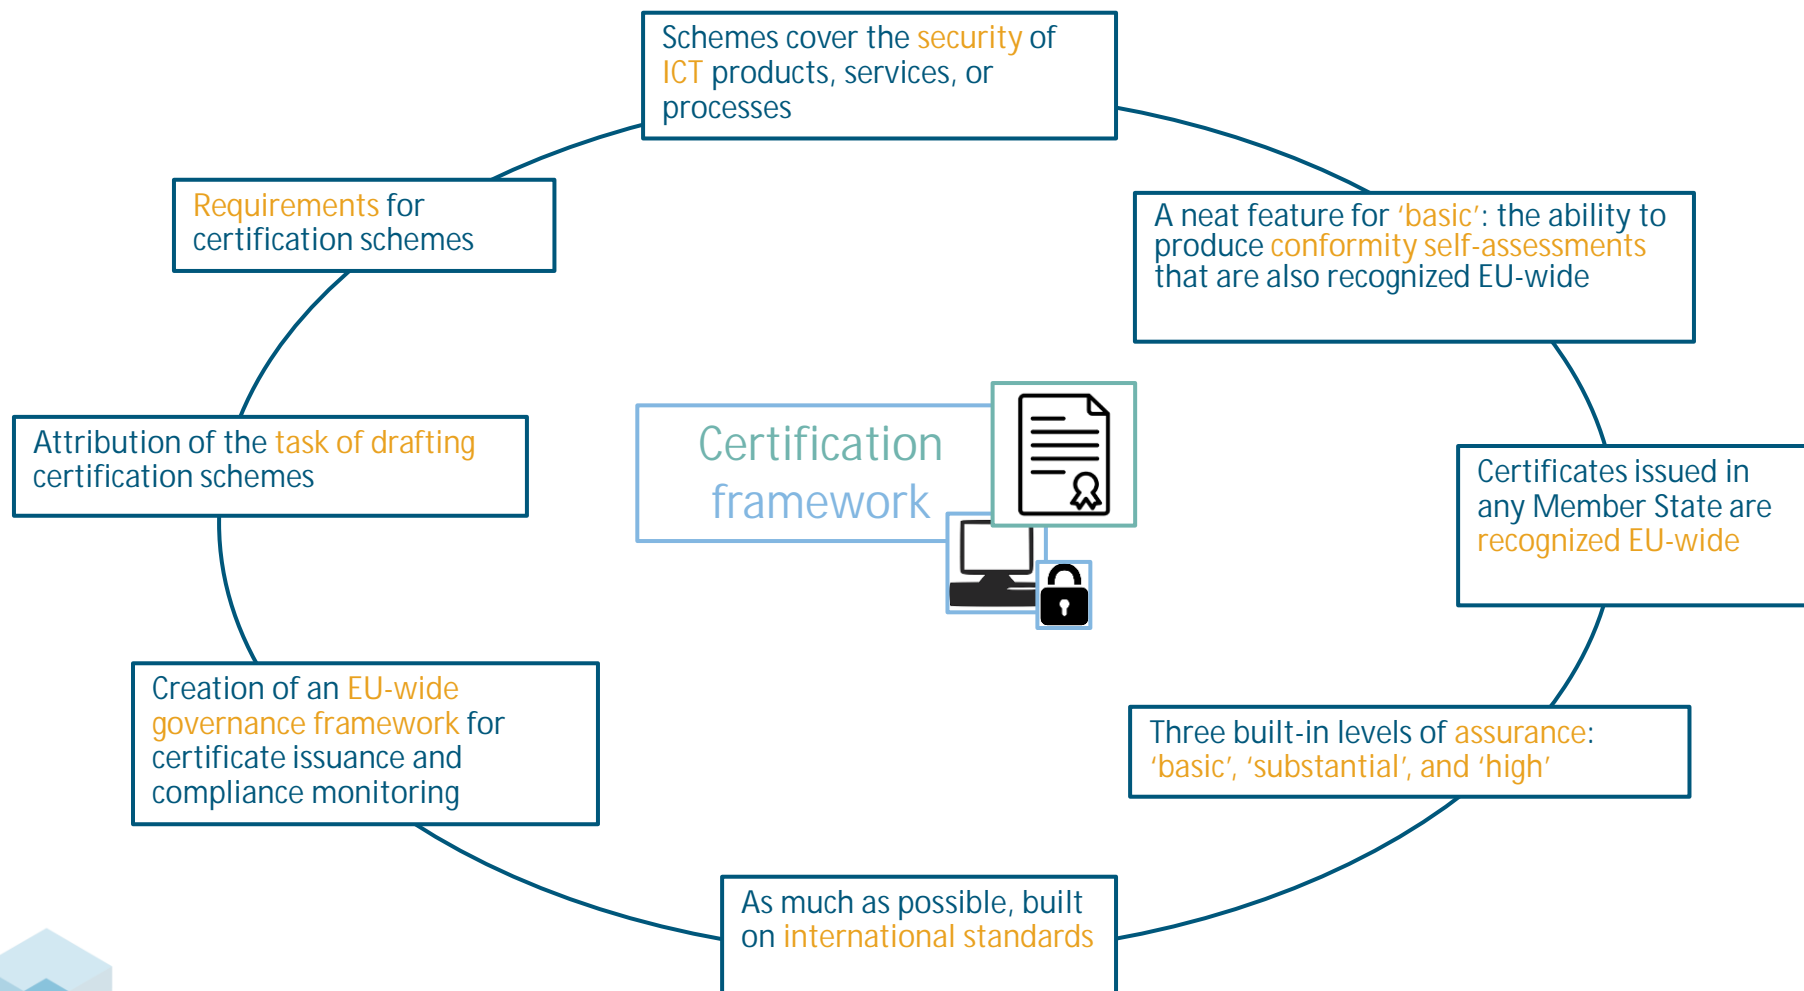 Schemes cover the security of
ICT products, services, or
processes
Requirements for
certification schemes
A neat feature for ‘basic’: the ability to
produce conformity self-assessments
that are also recognized EU-wide
Attribution of the task of drafting
certification schemes
Certification
framework
Certificates issued in
any Member State are
recognized EU-wide
Creation of an EU-wide
governance framework for
certificate issuance and
compliance monitoring
Three built-in levels of assurance:
‘basic’, ‘substantial’, and ‘high’
As much as possible, built
on international standards